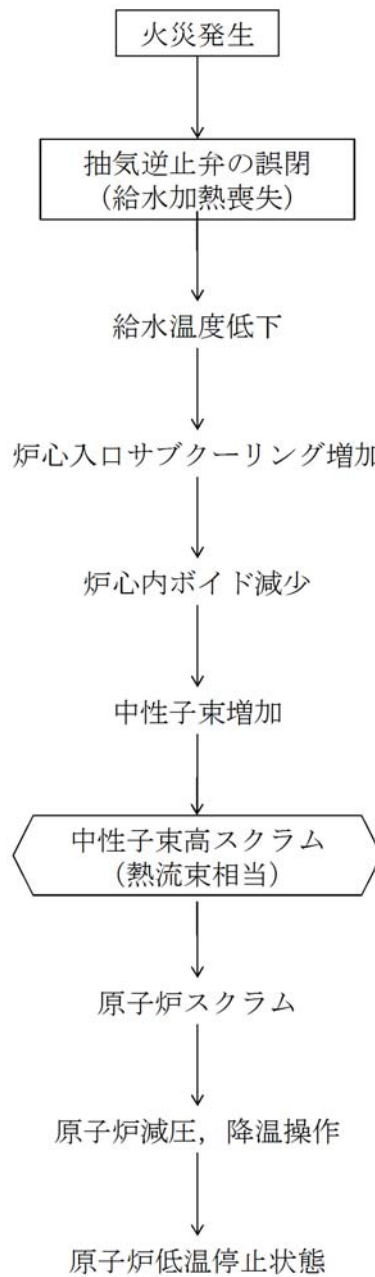 火災発生
抽気逆止弁の誤閉
（給水加熱喪失）
給水温度低下
炉心入口サブクーリング増加
炉心内ボイド減少
中性子束増加
中性子束高スクラム
（熱流束相当）
原子炉スクラム
原子炉減圧，降温操作
原子炉低温停止状態